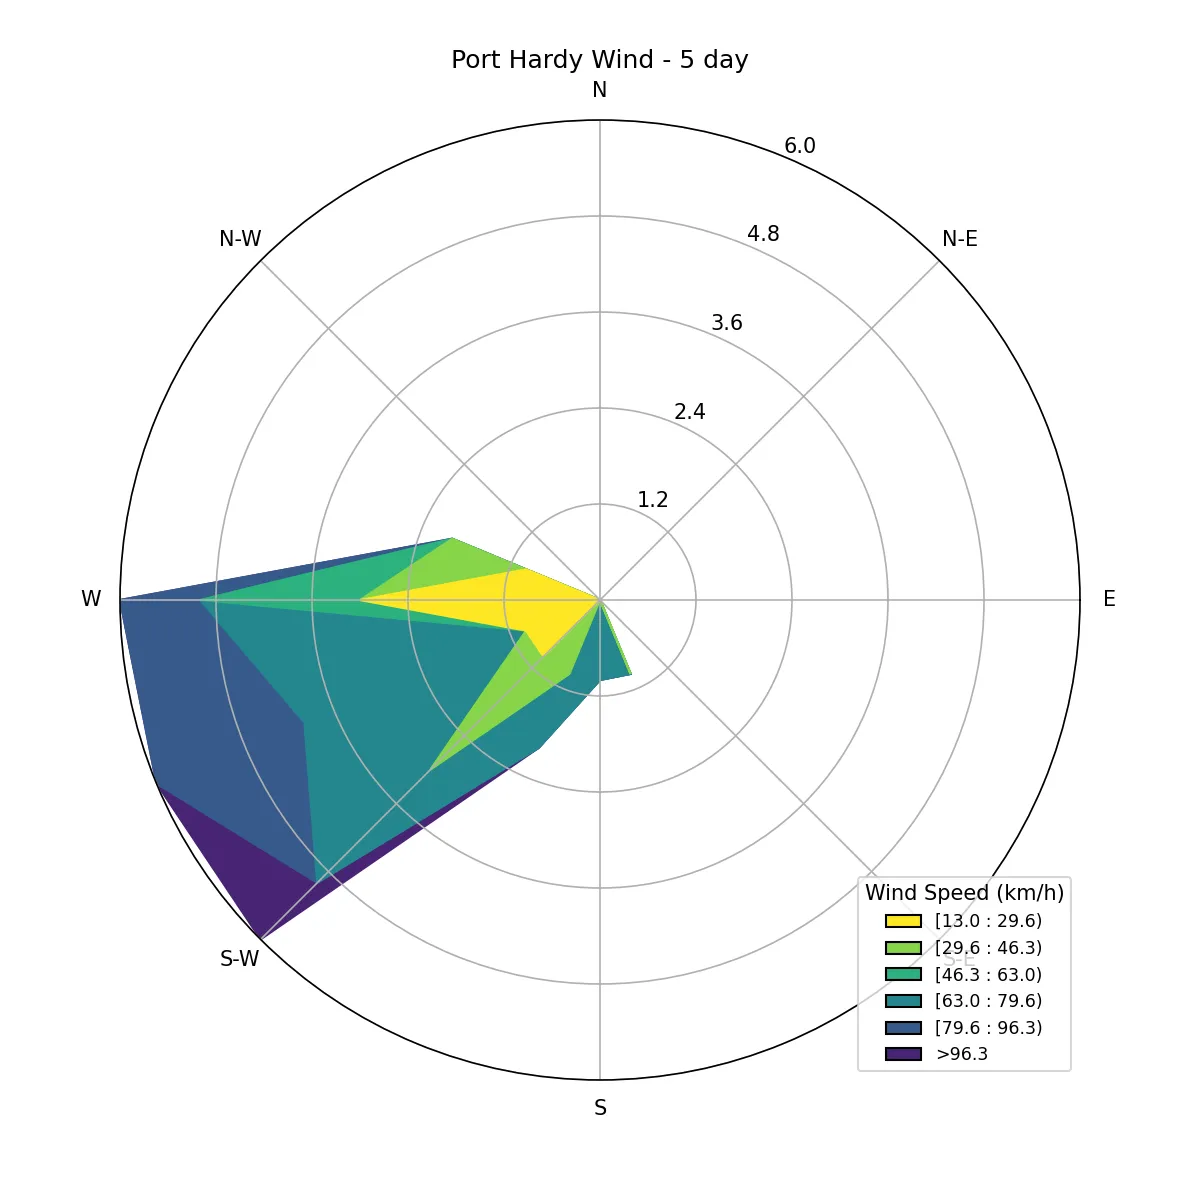 Port Hardy Wind - 5 day
N
6.0
N-W
N-E
4.8
3.6
2.4
1.2
W
E
S-W
S-E
S
Wind Speed (km/h)
[13.0 : 29.6)
[29.6 : 46.3)
[46.3 : 63.0)
[63.0 : 79.6)
[79.6 : 96.3)
>96.3